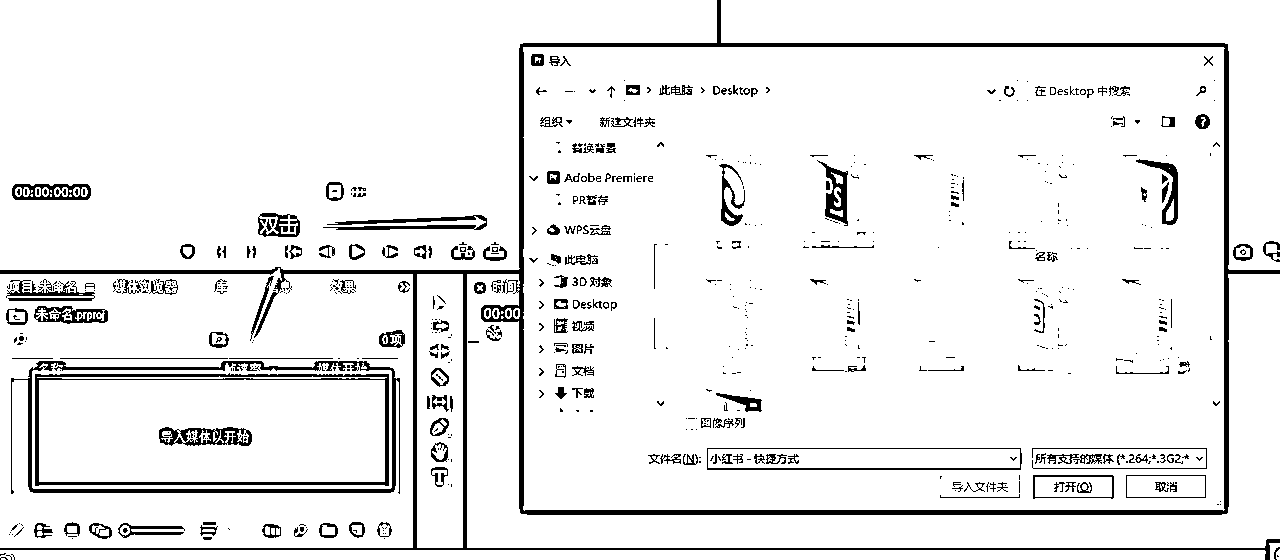 导入
此电脑 › Desktop ›
在 Desktop 中搜索
组织
新建文件夹
替换背景
Adobe Premiere
PR暂存
WPS云盘
此电脑
3D 对象
Desktop
视频
图片
文档
下载
名称
图像序列
文件名(N):
小红书 - 快捷方式
所有支持的媒体 (*.264;*.3G2;*
导入文件夹
打开(O)
取消
00:00:00:00
双击
项目:未命名
媒体浏览器
库
效果
未命名.prproj
0项
名称
帧速率
媒体开始
导入媒体以开始
时间
00:00